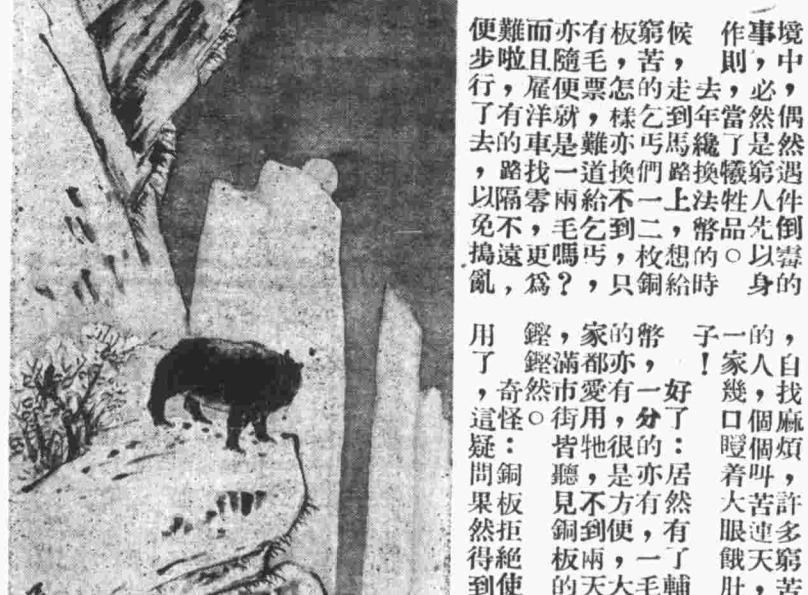 境中，偶然遇件倒霉的
事，必然是窮人先以身
作則，當了犧牲品。
去年纔換法幣的時
候，走到馬路上，想給
窮苦的乞丐們一二枚銅
板，怎樣亦換不到，只
有毛票，難道給乞丐，
亦隨便就是一兩毛嗎？
而且雇洋車找零，更爲
難啦，有的路隔不遠，
便步行了去，以免搗亂
，自找麻煩，許多窮苦
的人，個個叫苦連天，
一家幾口瞪着大眼餓肚
子！
好了：居然有了輔
幣，一分的亦有，一毛
的亦有，很是方便，大
家都愛用牠，不到兩天
，滿市街皆聽見銅板的
鏗鏗然。
奇怪：銅板拒絕使
用了，這疑問果然得到